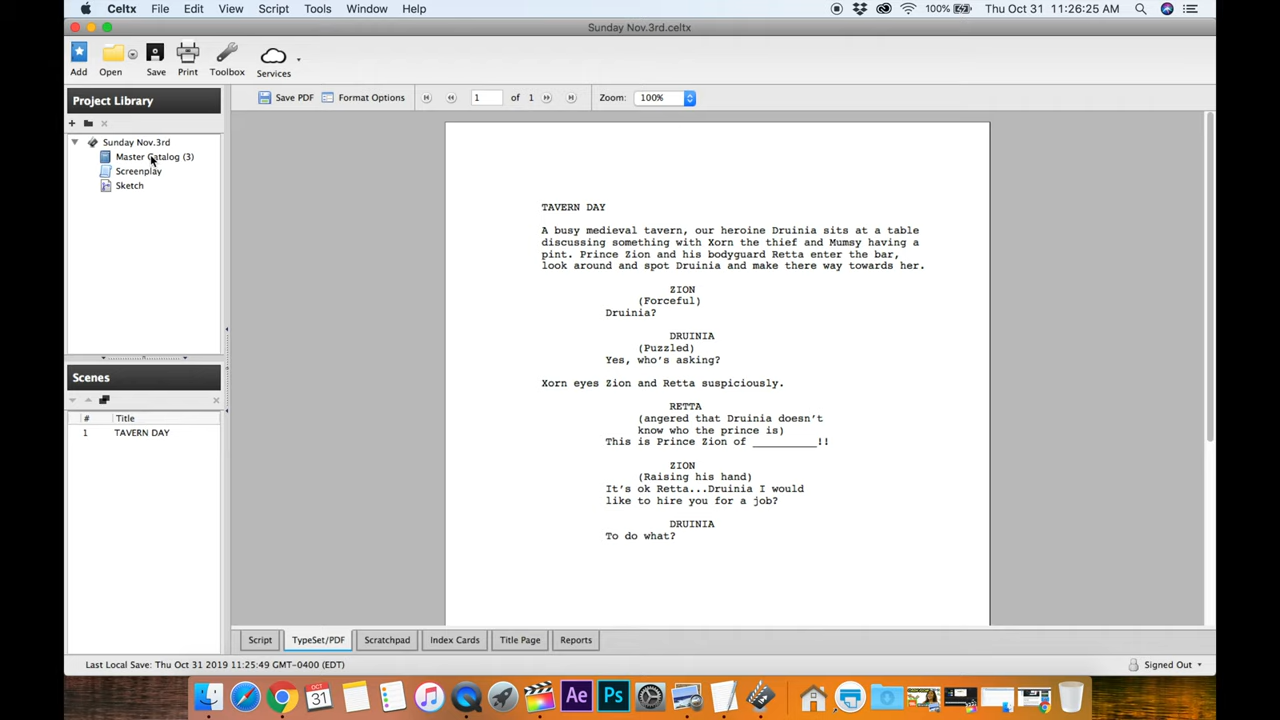 Celtx File Edit View Script Tools Window Help 100% Thu Oct 31 11:26:25 AM
Sunday Nov.3rd.celtx
Add Open Save Print Toolbox Services
Project Library
Save PDF Format Options 1 of 1 Zoom: 100%
Sunday Nov.3rd
Master Catalog (3)
Screenplay
Sketch
TAVERN DAY
A busy medieval tavern, our heroine Druinia sits at a table
discussing something with Xorn the thief and Mumsy having a
pint. Prince Zion and his bodyguard Retta enter the bar,
look around and spot Druinia and make there way towards her.
ZION
(Forceful)
Druinia?
DRUINIA
(Puzzled)
Yes, who's asking?
Xorn eyes Zion and Retta suspiciously.
RETTA
(angered that Druinia doesn't
know who the prince is)
This is Prince Zion of __________!!
ZION
(Raising his hand)
It's ok Retta...Druinia I would
like to hire you for a job?
DRUINIA
To do what?
Scenes
# Title
1 TAVERN DAY
Script TypeSet/PDF Scratchpad Index Cards Title Page Reports
Last Local Save: Thu Oct 31 2019 11:25:49 GMT-0400 (EDT) Signed Out
OCT
31
Ae Ps